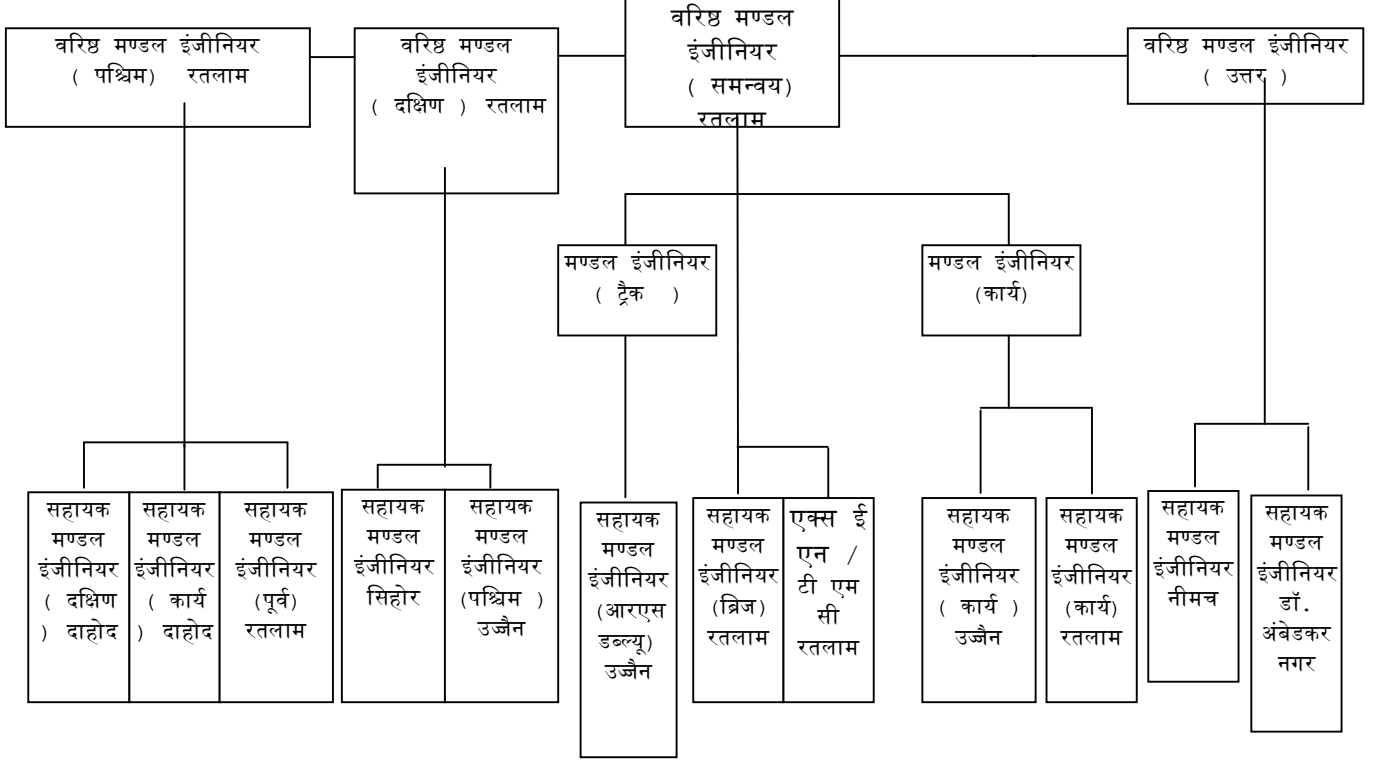 वरिष्ठ मण्डल इंजीनियर
( पश्चिम) रतलाम
वरिष्ठ मण्डल
इंजीनियर
( दक्षिण ) रतलाम
वरिष्ठ मण्डल
इंजीनियर
( समन्वय)
रतलाम
वरिष्ठ मण्डल इंजीनियर
( उत्तर )
मण्डल इंजीनियर
( ट्रैक )
मण्डल इंजीनियर
(कार्य)
सहायक
मण्डल
इंजीनियर
( दक्षिण
) दाहोद
सहायक
मण्डल
इंजीनियर
( कार्य
) दाहोद
सहायक
मण्डल
इंजीनियर
(पूर्व)
रतलाम
सहायक
मण्डल
इंजीनियर
सिहोर
सहायक
मण्डल
इंजीनियर
(पश्चिम )
उज्जैन
सहायक
मण्डल
इंजीनियर
(आरएस
डब्ल्यू)
उज्जैन
सहायक
मण्डल
इंजीनियर
(ब्रिज)
रतलाम
एक्स ई
एन /
टी एम
सी
रतलाम
सहायक
मण्डल
इंजीनियर
( कार्य )
उज्जैन
सहायक
मण्डल
इंजीनियर
(कार्य)
रतलाम
सहायक
मण्डल
इंजीनियर
नीमच
सहायक
मण्डल
इंजीनियर
डॉ.
अंबेडकर
नगर